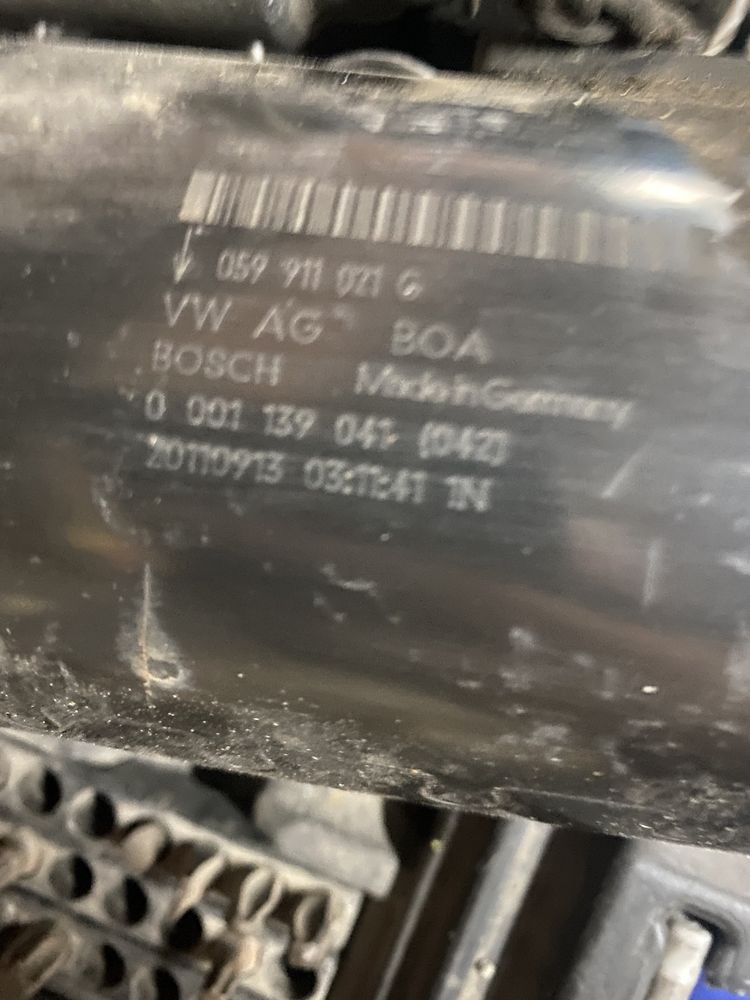 059 911 021 G
VW AG BOA
BOSCH Made in Germany
0 001 139 041 (042)
20110913 03:11:41 1N